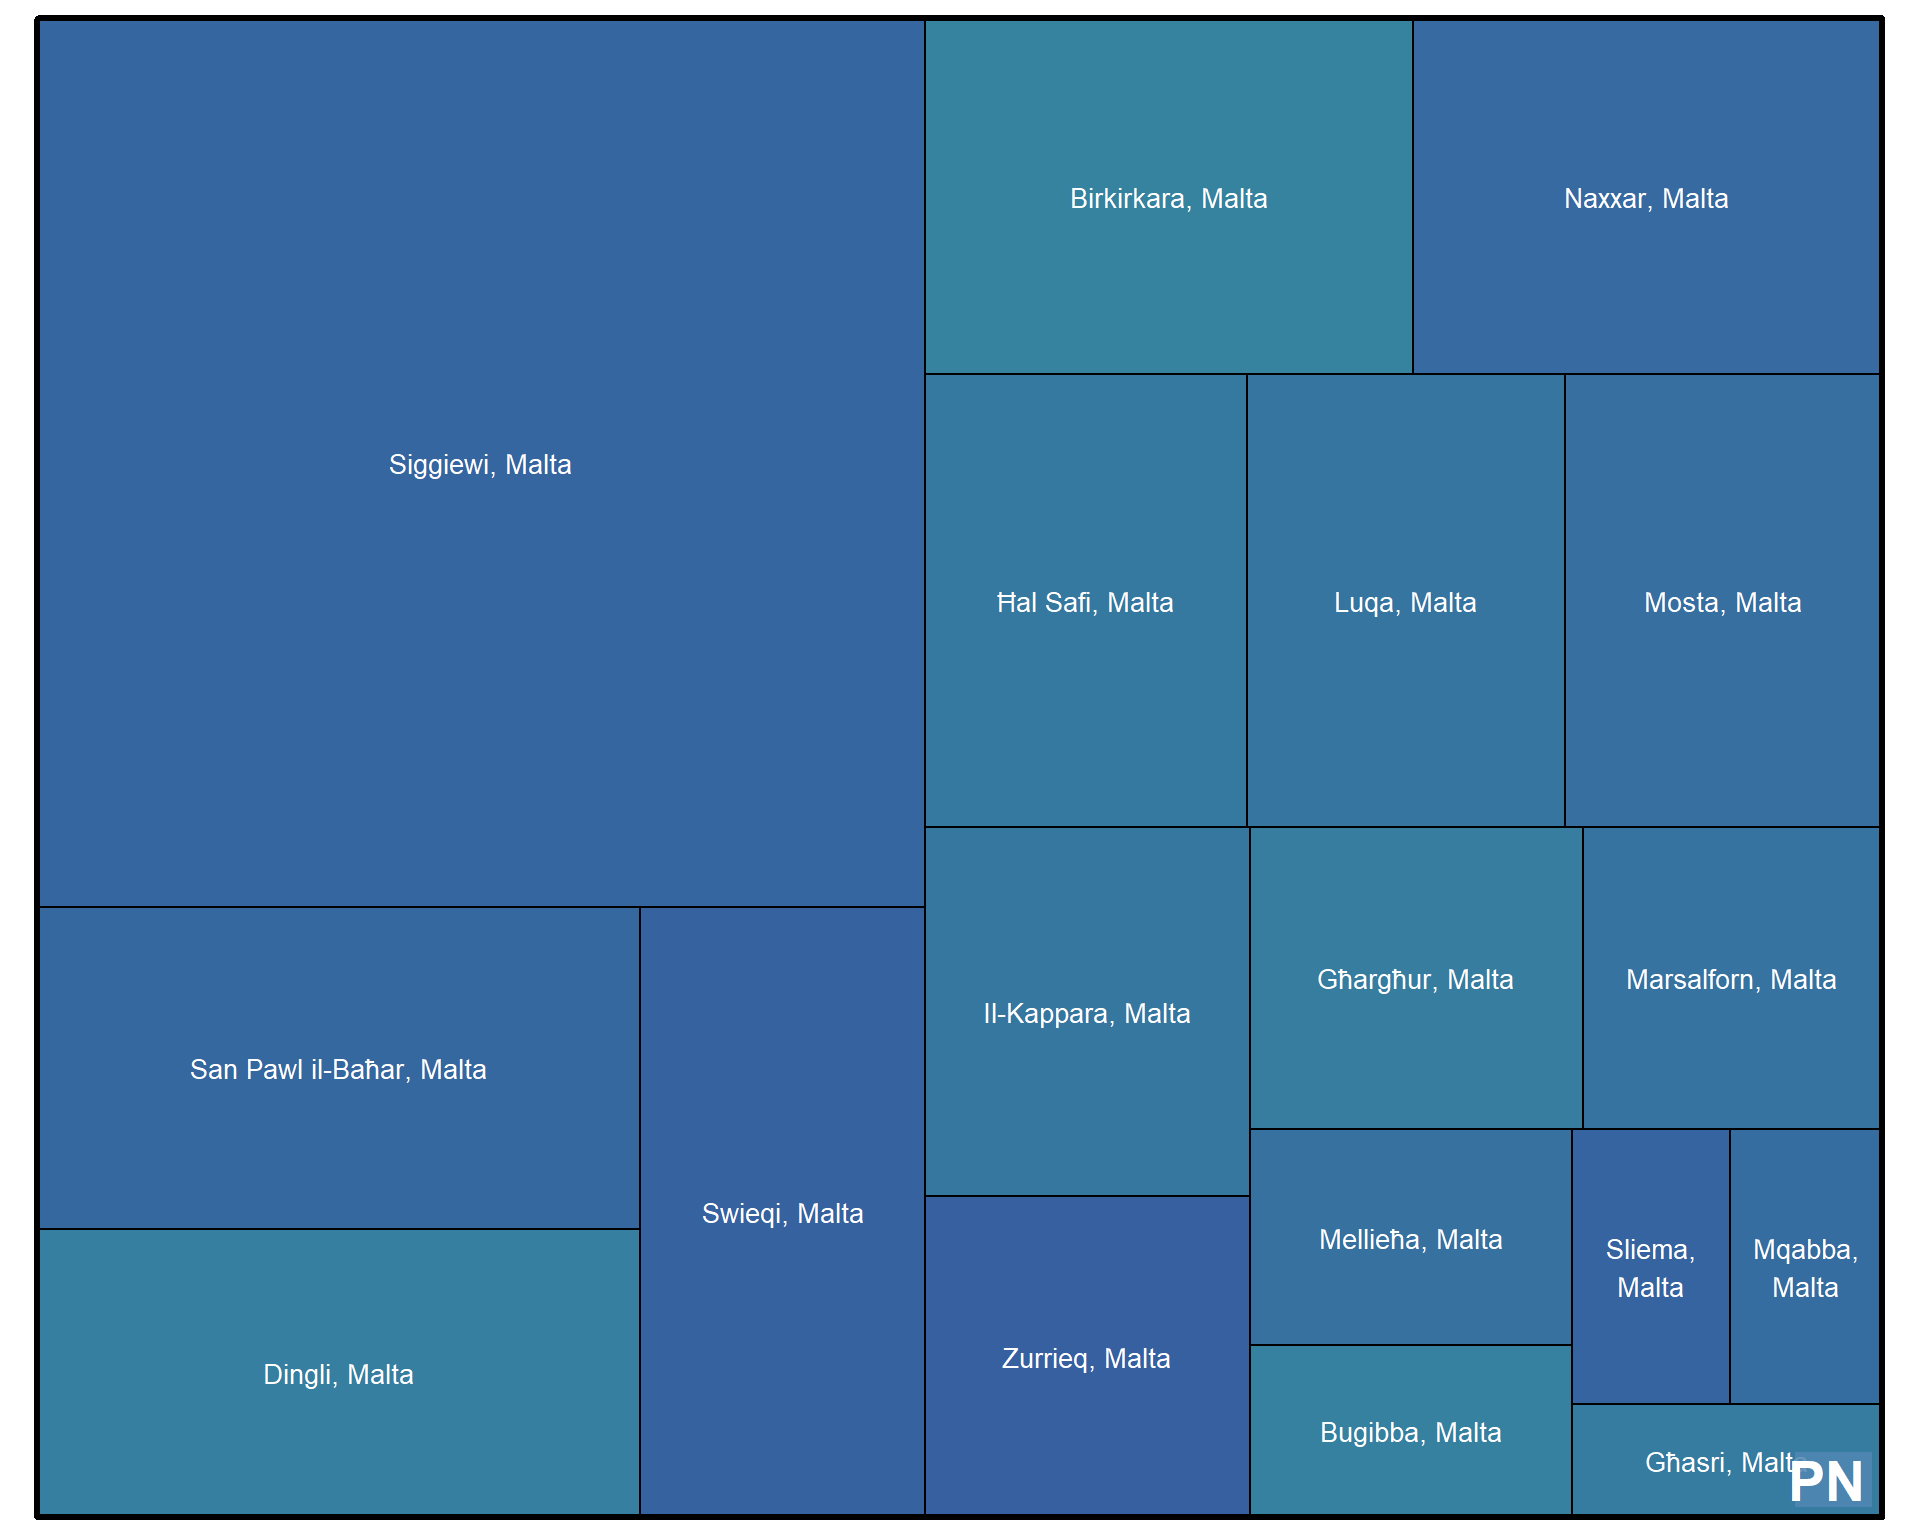 Siggiewi, Malta
Birkirkara, Malta
Naxxar, Malta
Ħal Safi, Malta
Luqa, Malta
Mosta, Malta
San Pawl il-Baħar, Malta
Swieqi, Malta
Dingli, Malta
Il-Kappara, Malta
Għargħur, Malta
Marsalforn, Malta
Zurrieq, Malta
Mellieħa, Malta
Sliema,
Malta
Mqabba,
Malta
Bugibba, Malta
Għasri, Malta
PN